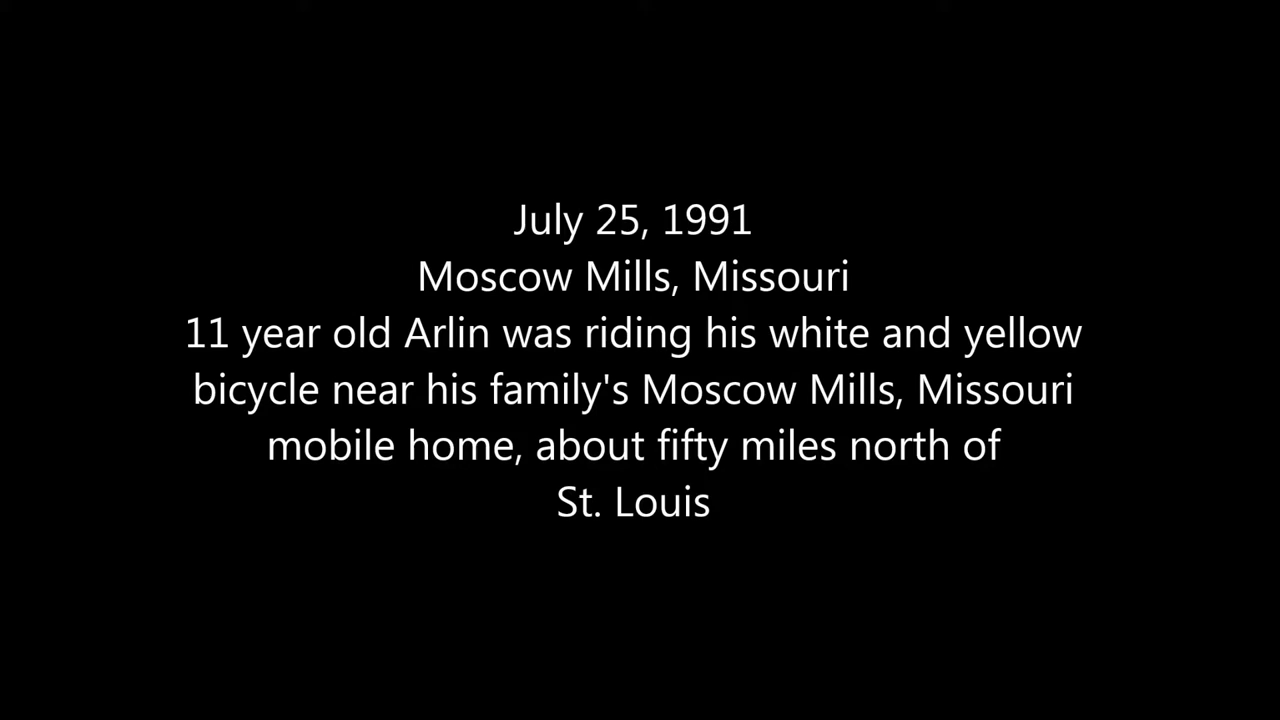 July 25, 1991
Moscow Mills, Missouri
11 year old Arlin was riding his white and yellow
bicycle near his family's Moscow Mills, Missouri
mobile home, about fifty miles north of
St. Louis